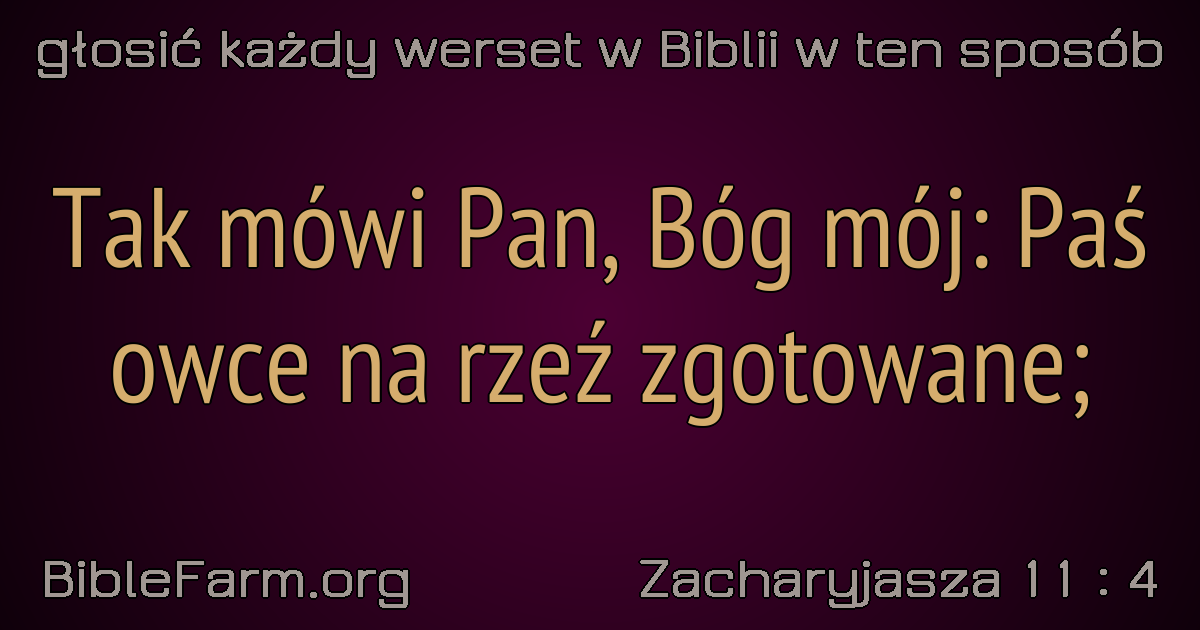 głosić każdy werset w Biblii w ten sposób
Tak mówi Pan, Bóg mój: Paś
owce na rzeź zgotowane;
BibleFarm.org
Zacharyjasza 11 : 4